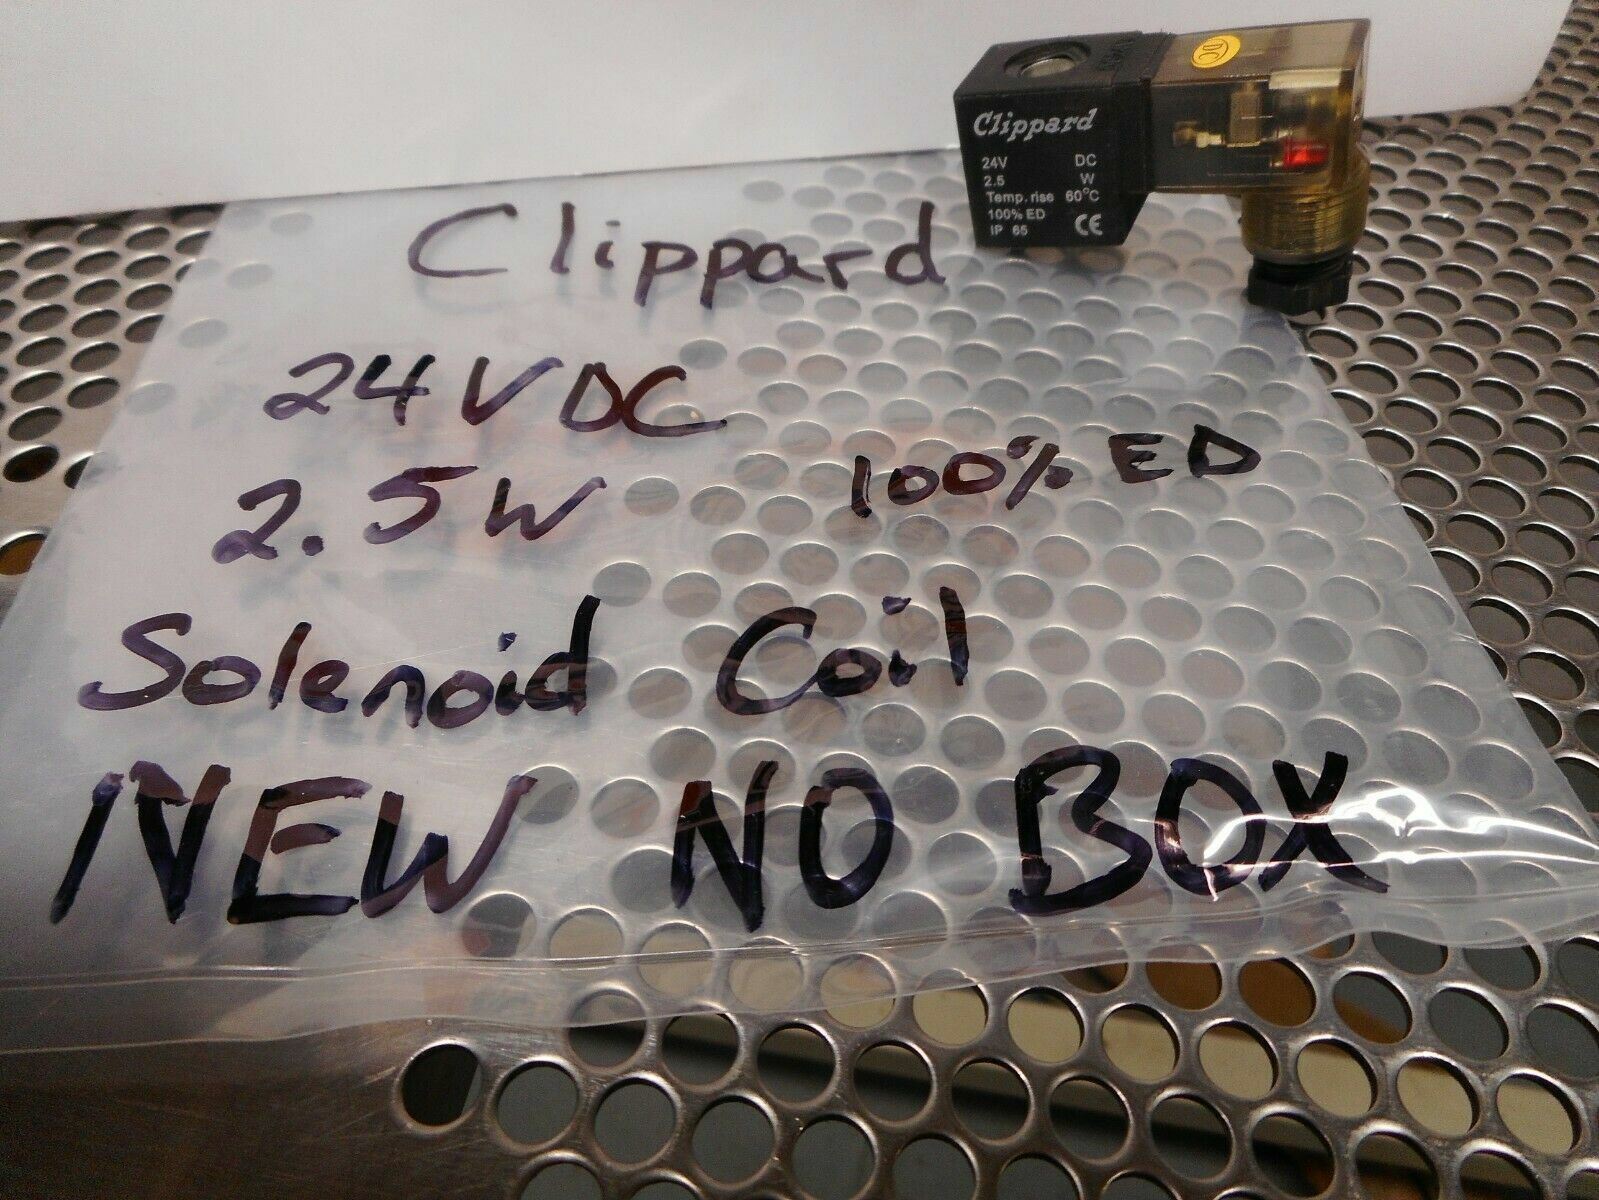 DC
Clippard
24V DC
2.5 W
Temp. rise 60°C
100% ED
IP 65 CE
Clippard
24VDC
2.5W 100% ED
Solenoid Coil
NEW NO BOX